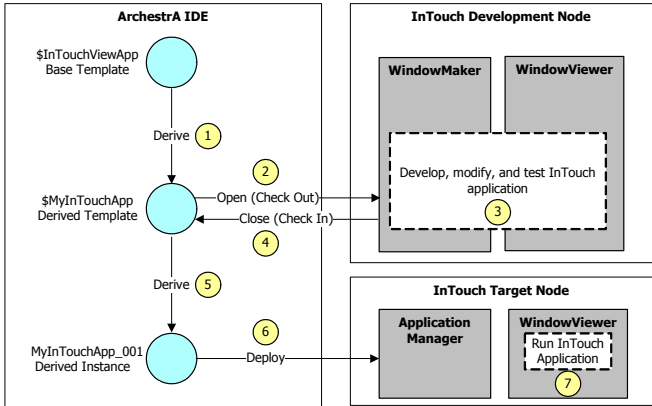 ArchestrA IDE
$InTouchViewApp
Base Template
Derive 1
2
$MyInTouchApp
Derived Template
Open (Check Out)
Close (Check In)
4
Derive 5
6
MyInTouchApp_001
Derived Instance
Deploy
InTouch Development Node
WindowMaker
WindowViewer
Develop, modify, and test InTouch
application
3
InTouch Target Node
Application
Manager
WindowViewer
Run InTouch
Application
7